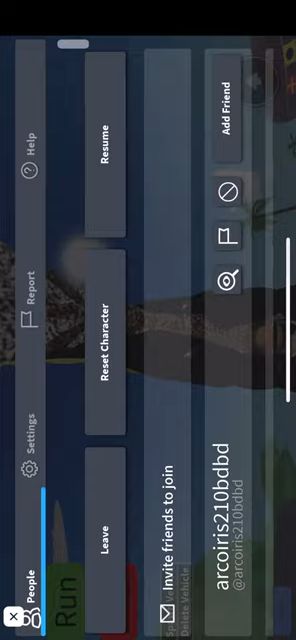 People
Settings
Report
Help
Leave
Reset Character
Resume
Invite friends to join
arcoiris210bdbd
@arcoiris210bdbd
Add Friend
Run
Delete Vehicle